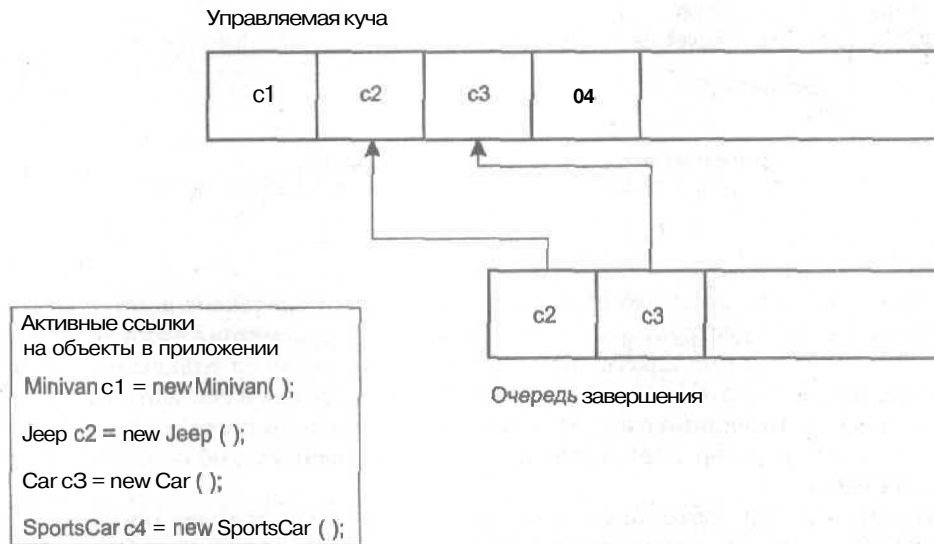 Управляемая куча
c1 c2 c3 04
c2 c3
Очередь завершения
Активные ссылки
на объекты в приложении
Minivan c1 = new Minivan( );
Jeep c2 = new Jeep ( );
Car c3 = new Car ( );
SportsCar c4 = new SportsCar ( );